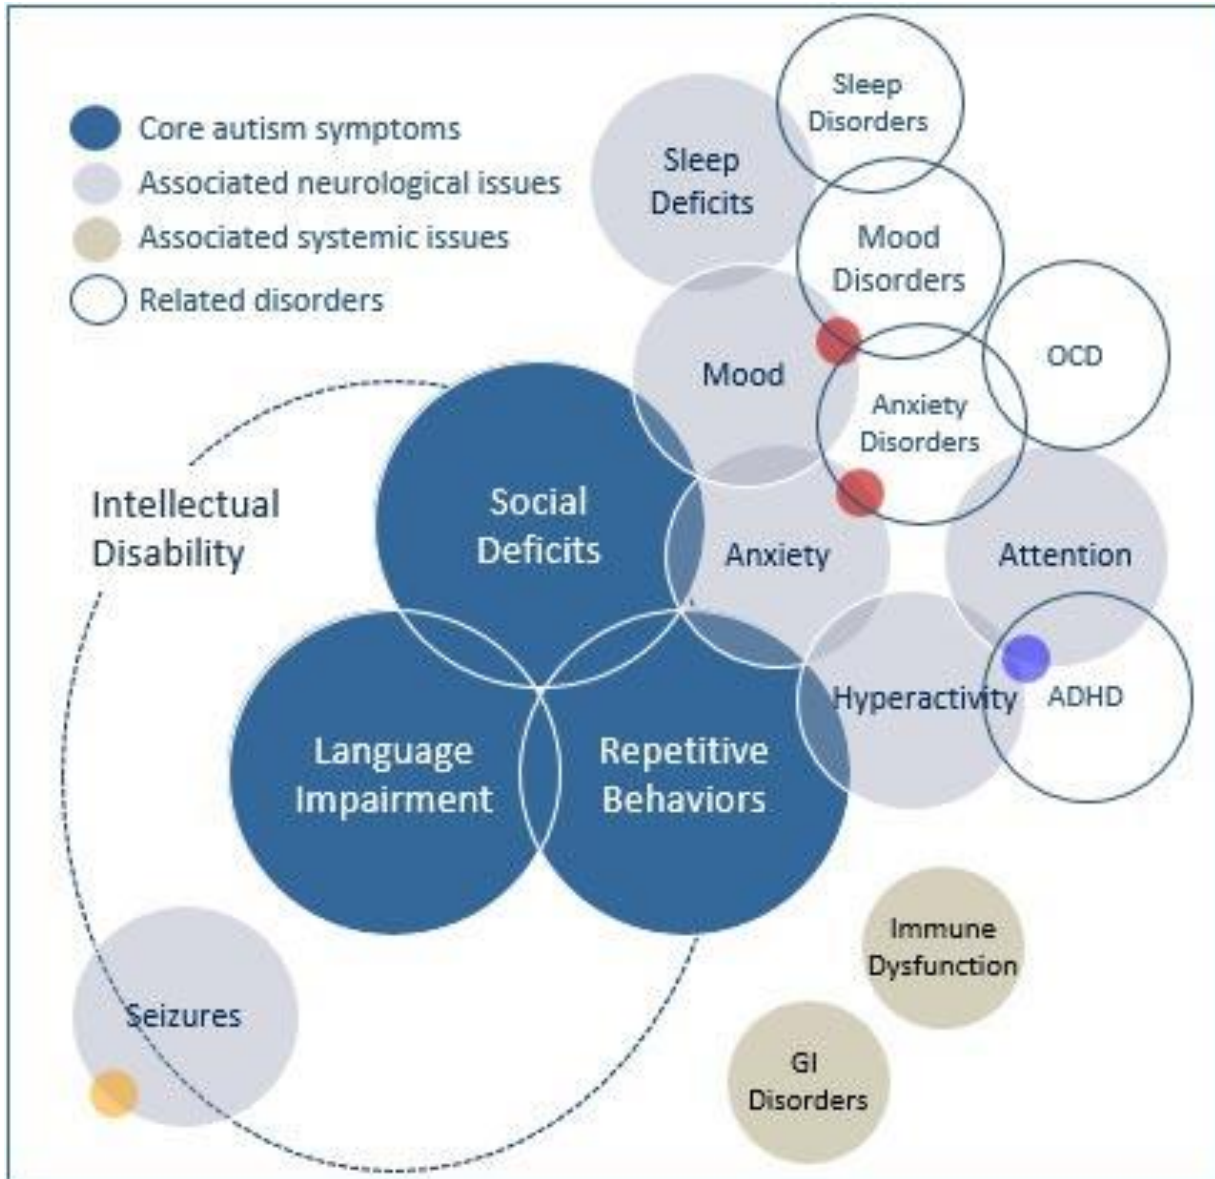 Core autism symptoms
Associated neurological issues
Associated systemic issues
Related disorders
Sleep
Disorders
Sleep
Deficits
Mood
Disorders
Mood
OCD
Anxiety
Disorders
Intellectual
Disability
Social
Deficits
Anxiety
Attention
Hyperactivity
ADHD
Language
Impairment
Repetitive
Behaviors
Immune
Dysfunction
Seizures
GI
Disorders